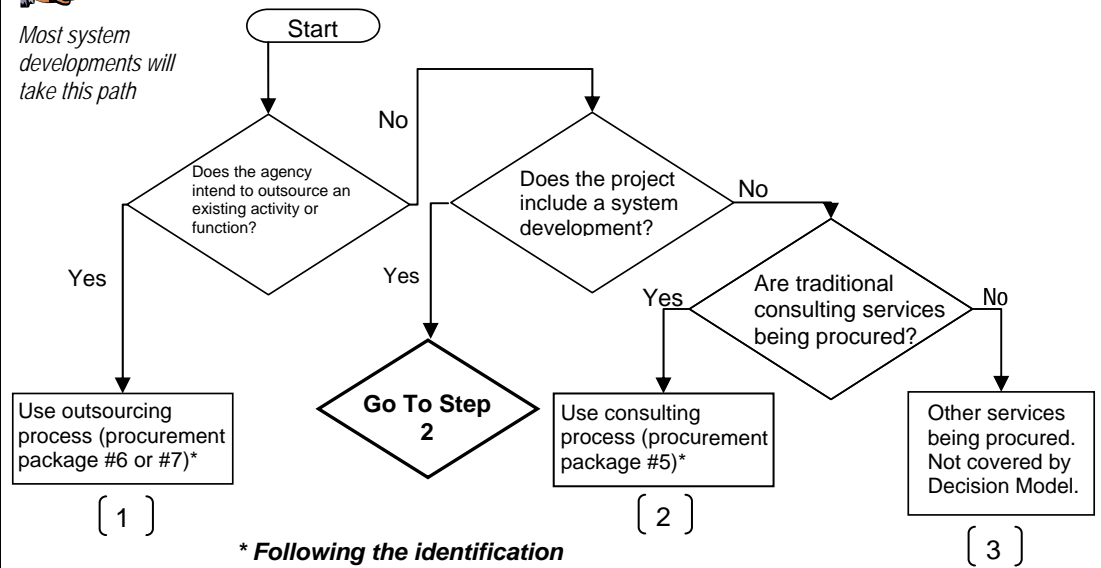 Most system
developments will
take this path
Start
No
Does the agency
intend to outsource an
existing activity or
function?
Does the project
include a system
development?
No
Yes
Yes
Are traditional
consulting services
being procured?
Yes
No
Go To Step
2
Use outsourcing
process (procurement
package #6 or #7)*
Use consulting
process (procurement
package #5)*
Other services
being procured.
Not covered by
Decision Model.
[ 1 ]
[ 2 ]
[ 3 ]
* Following the identification